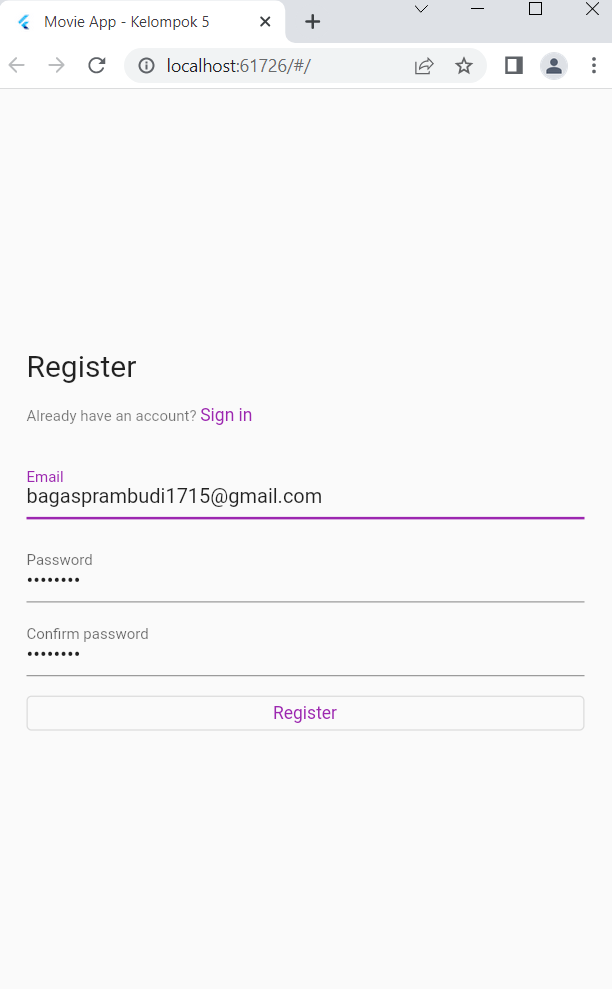 Movie App - Kelompok 5
localhost:61726/#/
Register
Already have an account? Sign in
Email
bagasprambudi1715@gmail.com
Password
••••••••
Confirm password
••••••••
Register